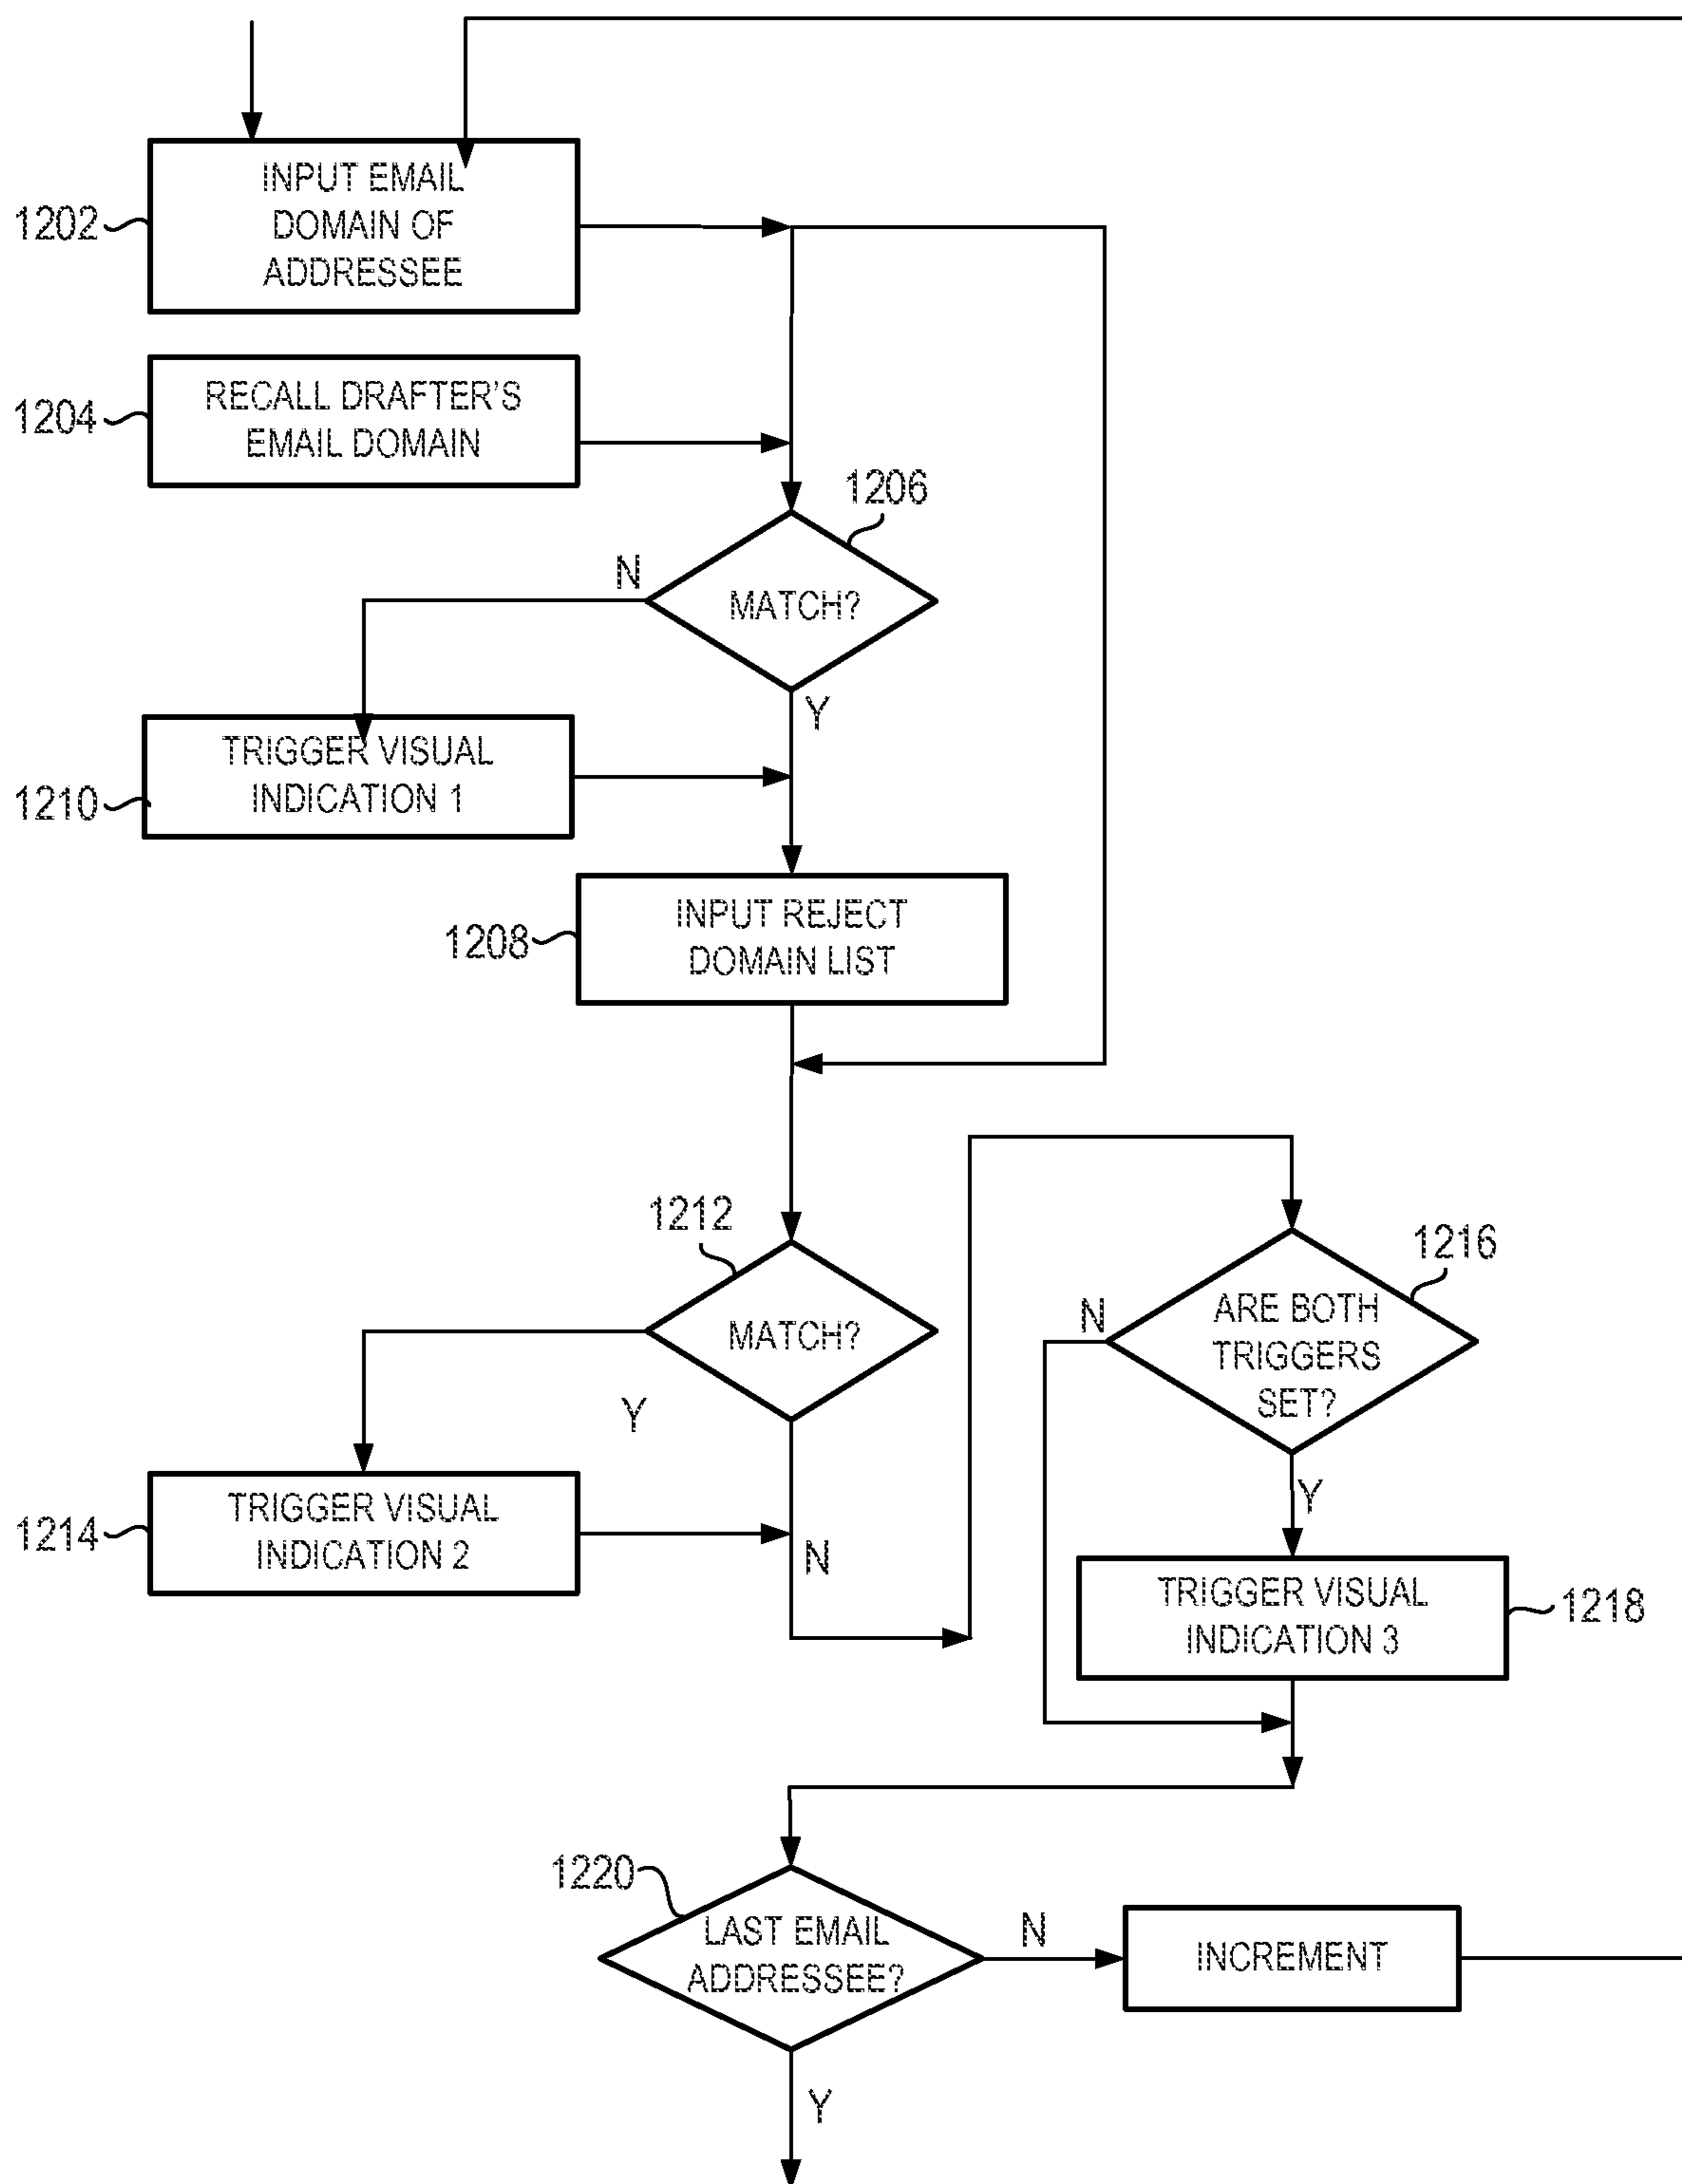 INPUT EMAIL
DOMAIN OF
ADDRESSEE
1202
RECALL DRAFTER'S
EMAIL DOMAIN
1204
1206
N
MATCH?
Y
TRIGGER VISUAL
INDICATION 1
1210
INPUT REJECT
DOMAIN LIST
1208
1212
MATCH?
Y
TRIGGER VISUAL
INDICATION 2
1214
N
1216
N
ARE BOTH
TRIGGERS
SET?
Y
TRIGGER VISUAL
INDICATION 3
1218
1220
LAST EMAIL
ADDRESSEE?
N
INCREMENT
Y